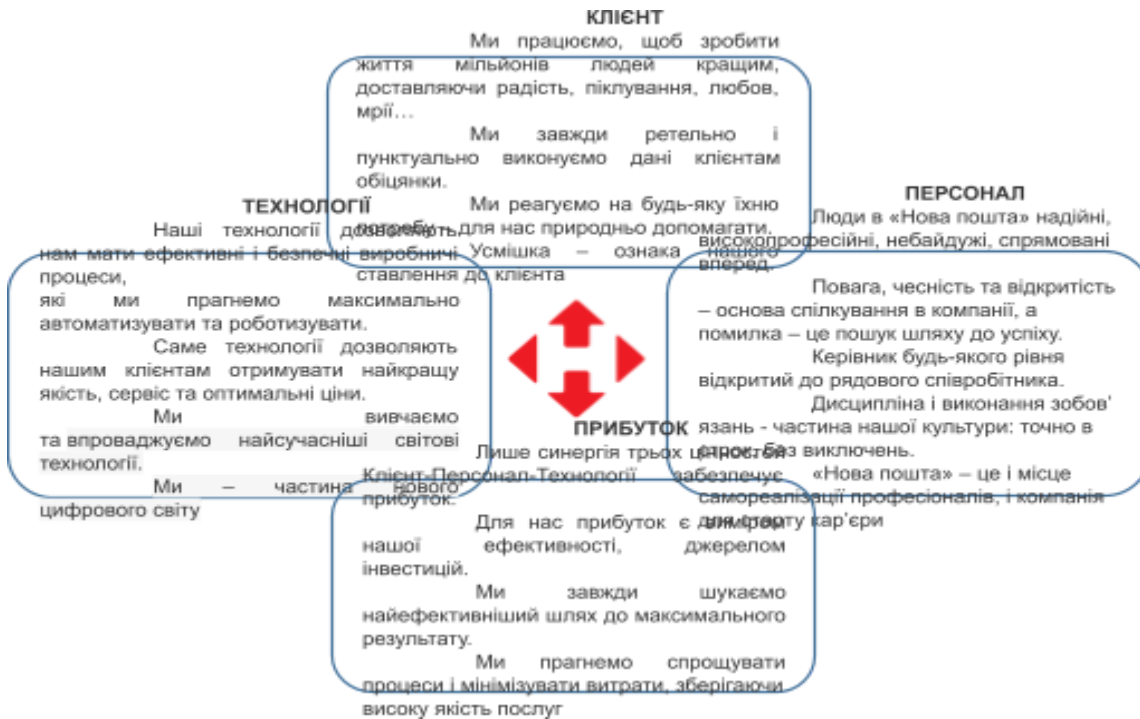 КЛІЄНТ
Ми працюємо, щоб зробити
життя мільйонів людей кращим,
доставляючи радість, піклування, любов,
мрії…
Ми завжди ретельно і
пунктуально виконуємо дані клієнтам
обіцянки.
Ми реагуємо на будь-яку їхню
потребу – для нас природньо допомагати.
Усмішка – ознака нашого
ставлення до клієнта
ТЕХНОЛОГІЇ
Наші технології дозволяють
нам мати ефективні і безпечні виробничі
процеси,
які ми прагнемо максимально
автоматизувати та роботизувати.
Саме технології дозволяють
нашим клієнтам отримувати найкращу
якість, сервіс та оптимальні ціни.
Ми вивчаємо
та впроваджуємо найсучасніші світові
технології.
Ми – частина нового
цифрового світу
ПЕРСОНАЛ
Люди в «Нова пошта» надійні,
високопрофесійні, небайдужі, спрямовані
вперед.
Повага, чесність та відкритість
– основа спілкування в компанії, а
помилка – це пошук шляху до успіху.
Керівник будь-якого рівня
відкритий до рядового співробітника.
Дисципліна і виконання зобов'
язань - частина нашої культури: точно в
строк, без виключень.
«Нова пошта» – це і місце
самореалізації професіоналів, і компанія
для старту кар'єри
ПРИБУТОК
Лише синергія трьох цінностей
Клієнт-Персонал-Технології забезпечує
прибуток.
Для нас прибуток є виміром
нашої ефективності, джерелом
інвестицій.
Ми завжди шукаємо
найефективніший шлях до максимального
результату.
Ми прагнемо спрощувати
процеси і мінімізувати витрати, зберігаючи
високу якість послуг